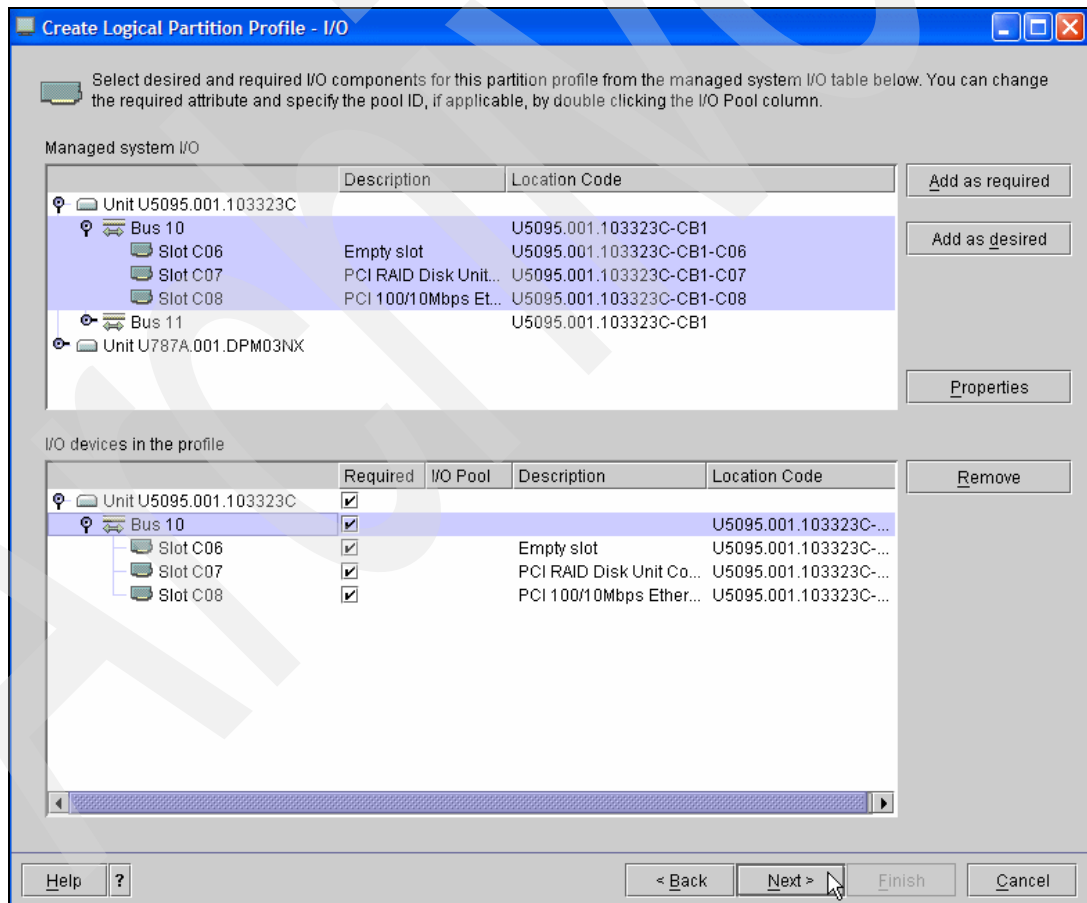 Create Logical Partition Profile - I/O
Select desired and required I/O components for this partition profile from the managed system I/O table below. You can change
the required attribute and specify the pool ID, if applicable, by double clicking the I/O Pool column.
Managed system I/O
Description Location Code
Unit U5095.001.103323C
Bus 10 U5095.001.103323C-CB1
Slot C06 Empty slot U5095.001.103323C-CB1-C06
Slot C07 PCI RAID Disk Unit... U5095.001.103323C-CB1-C07
Slot C08 PCI 100/10Mbps Et... U5095.001.103323C-CB1-C08
Bus 11 U5095.001.103323C-CB1
Unit U787A.001.DPM03NX
Add as required
Add as desired
Properties
I/O devices in the profile
Required I/O Pool Description Location Code
Unit U5095.001.103323C
Bus 10 U5095.001.103323C-...
Slot C06 Empty slot U5095.001.103323C-...
Slot C07 PCI RAID Disk Unit Co... U5095.001.103323C-...
Slot C08 PCI 100/10Mbps Ether... U5095.001.103323C-...
Remove
Help ? < Back Next > Finish Cancel